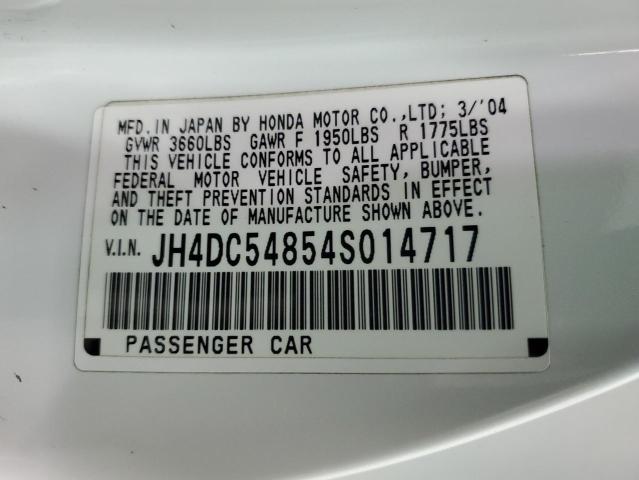 MFD. IN JAPAN BY HONDA MOTOR CO.,LTD; 3/'04
GVWR 3660LBS GAWR F 1950LBS R 1775LBS
THIS VEHICLE CONFORMS TO ALL APPLICABLE
FEDERAL MOTOR VEHICLE SAFETY, BUMPER,
AND THEFT PREVENTION STANDARDS IN EFFECT
ON THE DATE OF MANUFACTURE SHOWN ABOVE.
V.I.N. JH4DC54854S014717
PASSENGER CAR